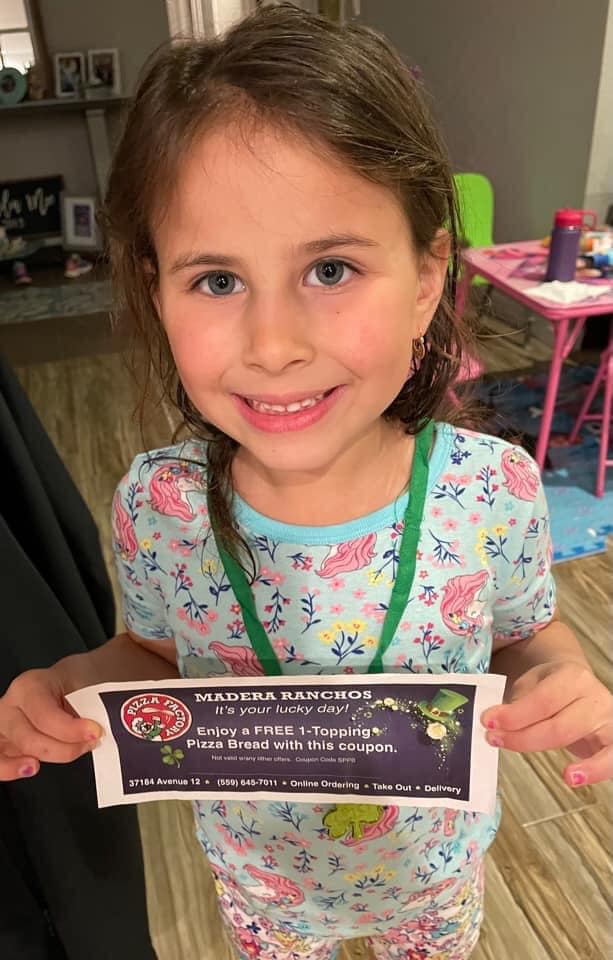 PIZZA FACTORY
MADERA RANCHOS
It's your lucky day!
Enjoy a FREE 1-Topping
Pizza Bread with this coupon.
Not valid w/any other offers. Coupon Code SPP8
37184 Avenue 12 • (559) 645-7011 • Online Ordering • Take Out • Delivery